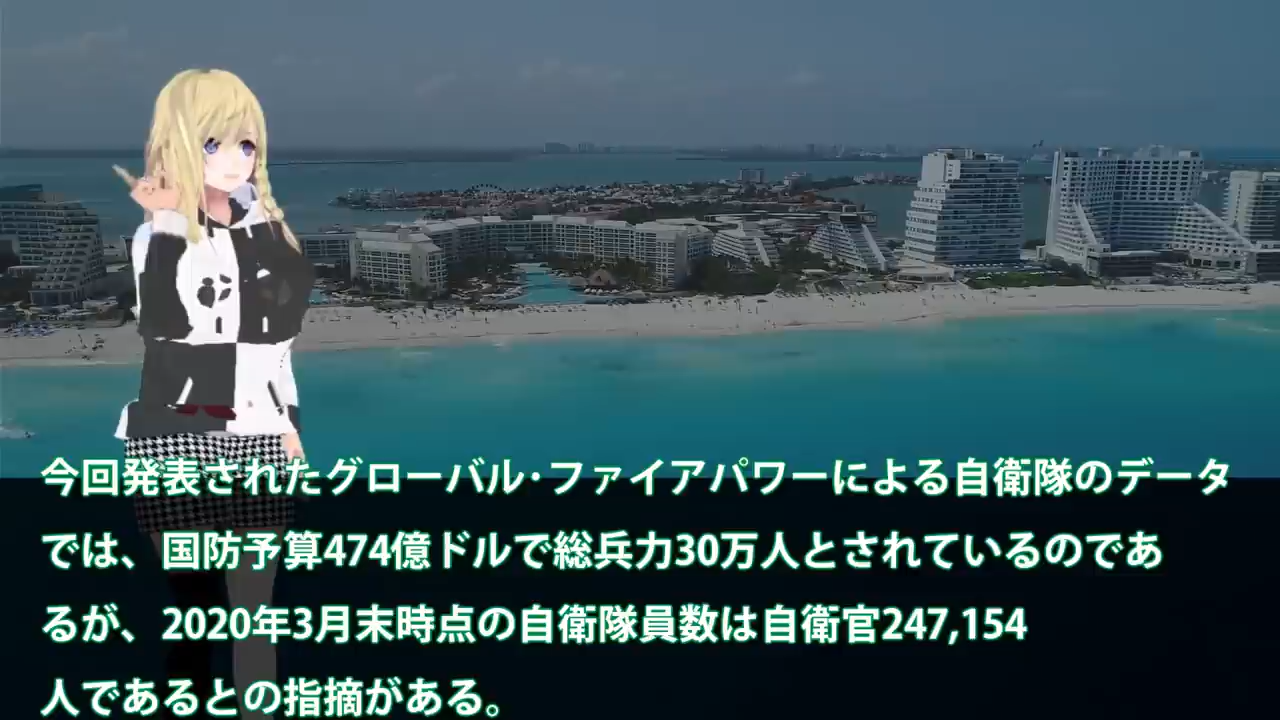 今回発表されたグローバル･ファイアパワーによる自衛隊のデータ
では、国防予算474億ドルで総兵力30万人とされているのであ
るが、2020年3月末時点の自衛隊員数は自衛官247,154
人であるとの指摘がある。